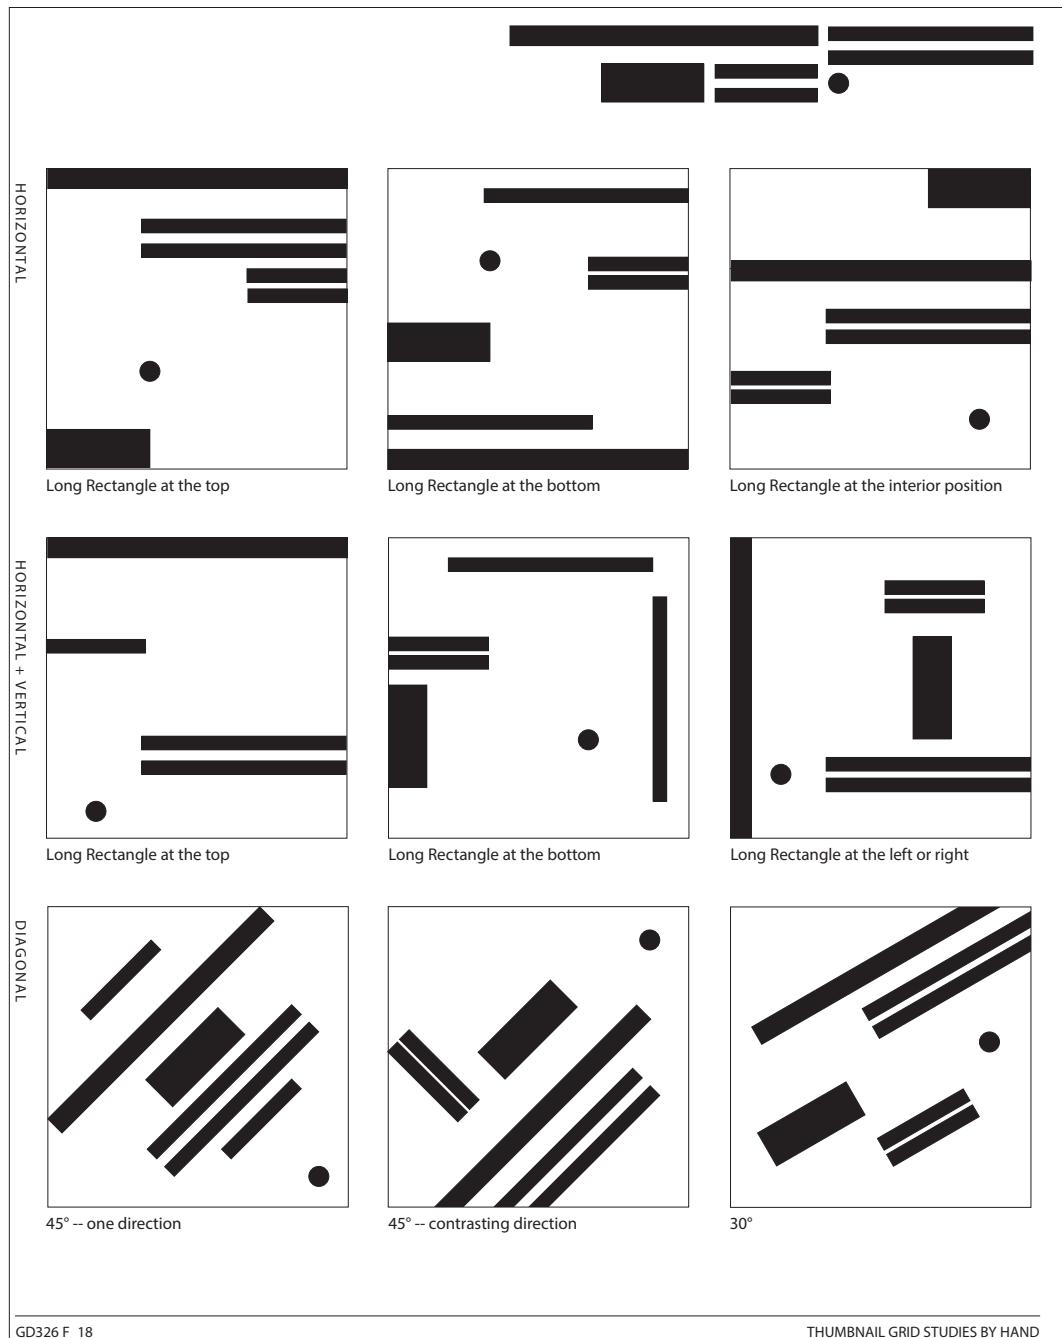 HORIZONTAL
Long Rectangle at the top
Long Rectangle at the bottom
Long Rectangle at the interior position
HORIZONTAL + VERTICAL
Long Rectangle at the top
Long Rectangle at the bottom
Long Rectangle at the left or right
DIAGONAL
45° -- one direction
45° -- contrasting direction
30°
GD326 F 18
THUMBNAIL GRID STUDIES BY HAND